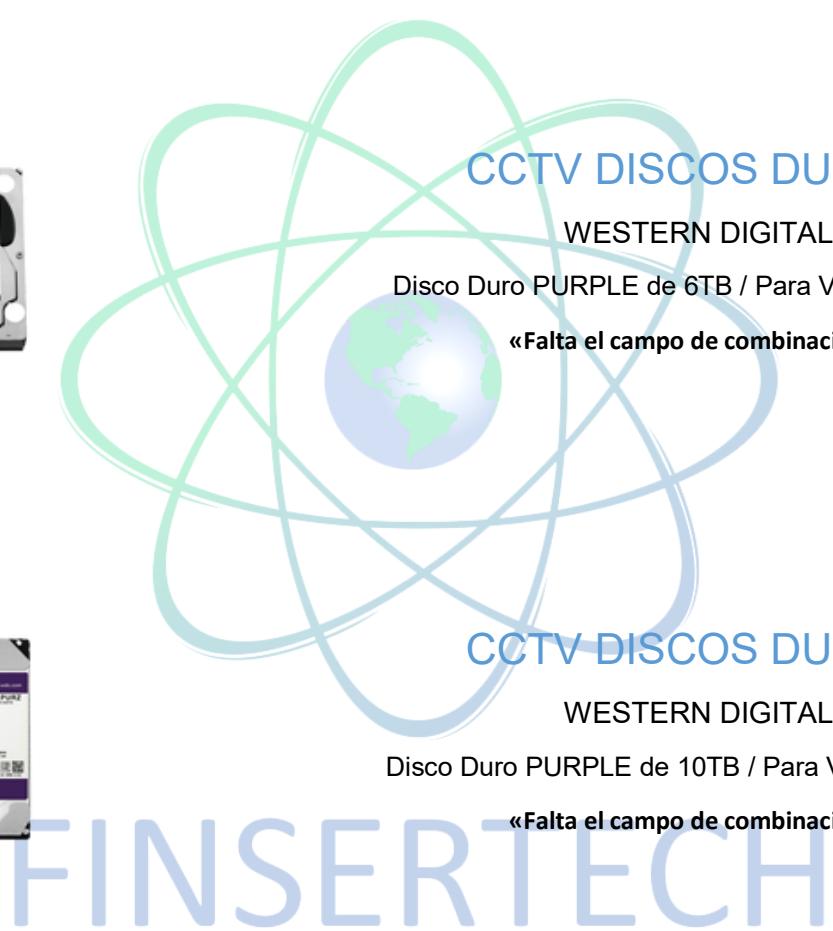 CCTV DISCOS DU
WESTERN DIGITAL
Disco Duro PURPLE de 6TB / Para V
«Falta el campo de combinaci
CCTV DISCOS DU
WESTERN DIGITAL
Disco Duro PURPLE de 10TB / Para V
«Falta el campo de combinaci
FINSERTECH